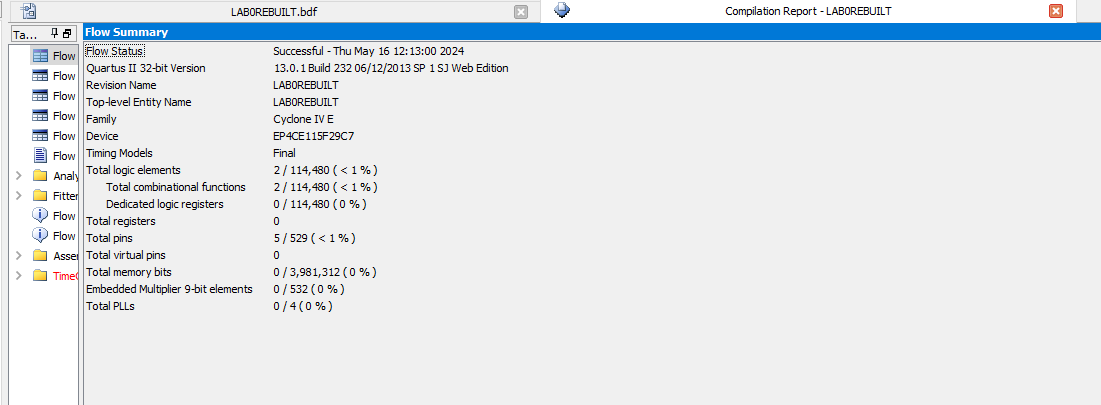 LAB0REBUILT.bdf
Compilation Report - LAB0REBUILT
Ta...
Flow Summary
Flow
Flow
Flow
Flow
Flow
Flow
Analy
Fitter
Flow
Flow
Asser
TimeQ
Flow Status Successful - Thu May 16 12:13:00 2024
Quartus II 32-bit Version 13.0.1 Build 232 06/12/2013 SP 1 SJ Web Edition
Revision Name LAB0REBUILT
Top-level Entity Name LAB0REBUILT
Family Cyclone IV E
Device EP4CE115F29C7
Timing Models Final
Total logic elements 2 / 114,480 ( < 1 % )
Total combinational functions 2 / 114,480 ( < 1 % )
Dedicated logic registers 0 / 114,480 ( 0 % )
Total registers 0
Total pins 5 / 529 ( < 1 % )
Total virtual pins 0
Total memory bits 0 / 3,981,312 ( 0 % )
Embedded Multiplier 9-bit elements 0 / 532 ( 0 % )
Total PLLs 0 / 4 ( 0 % )